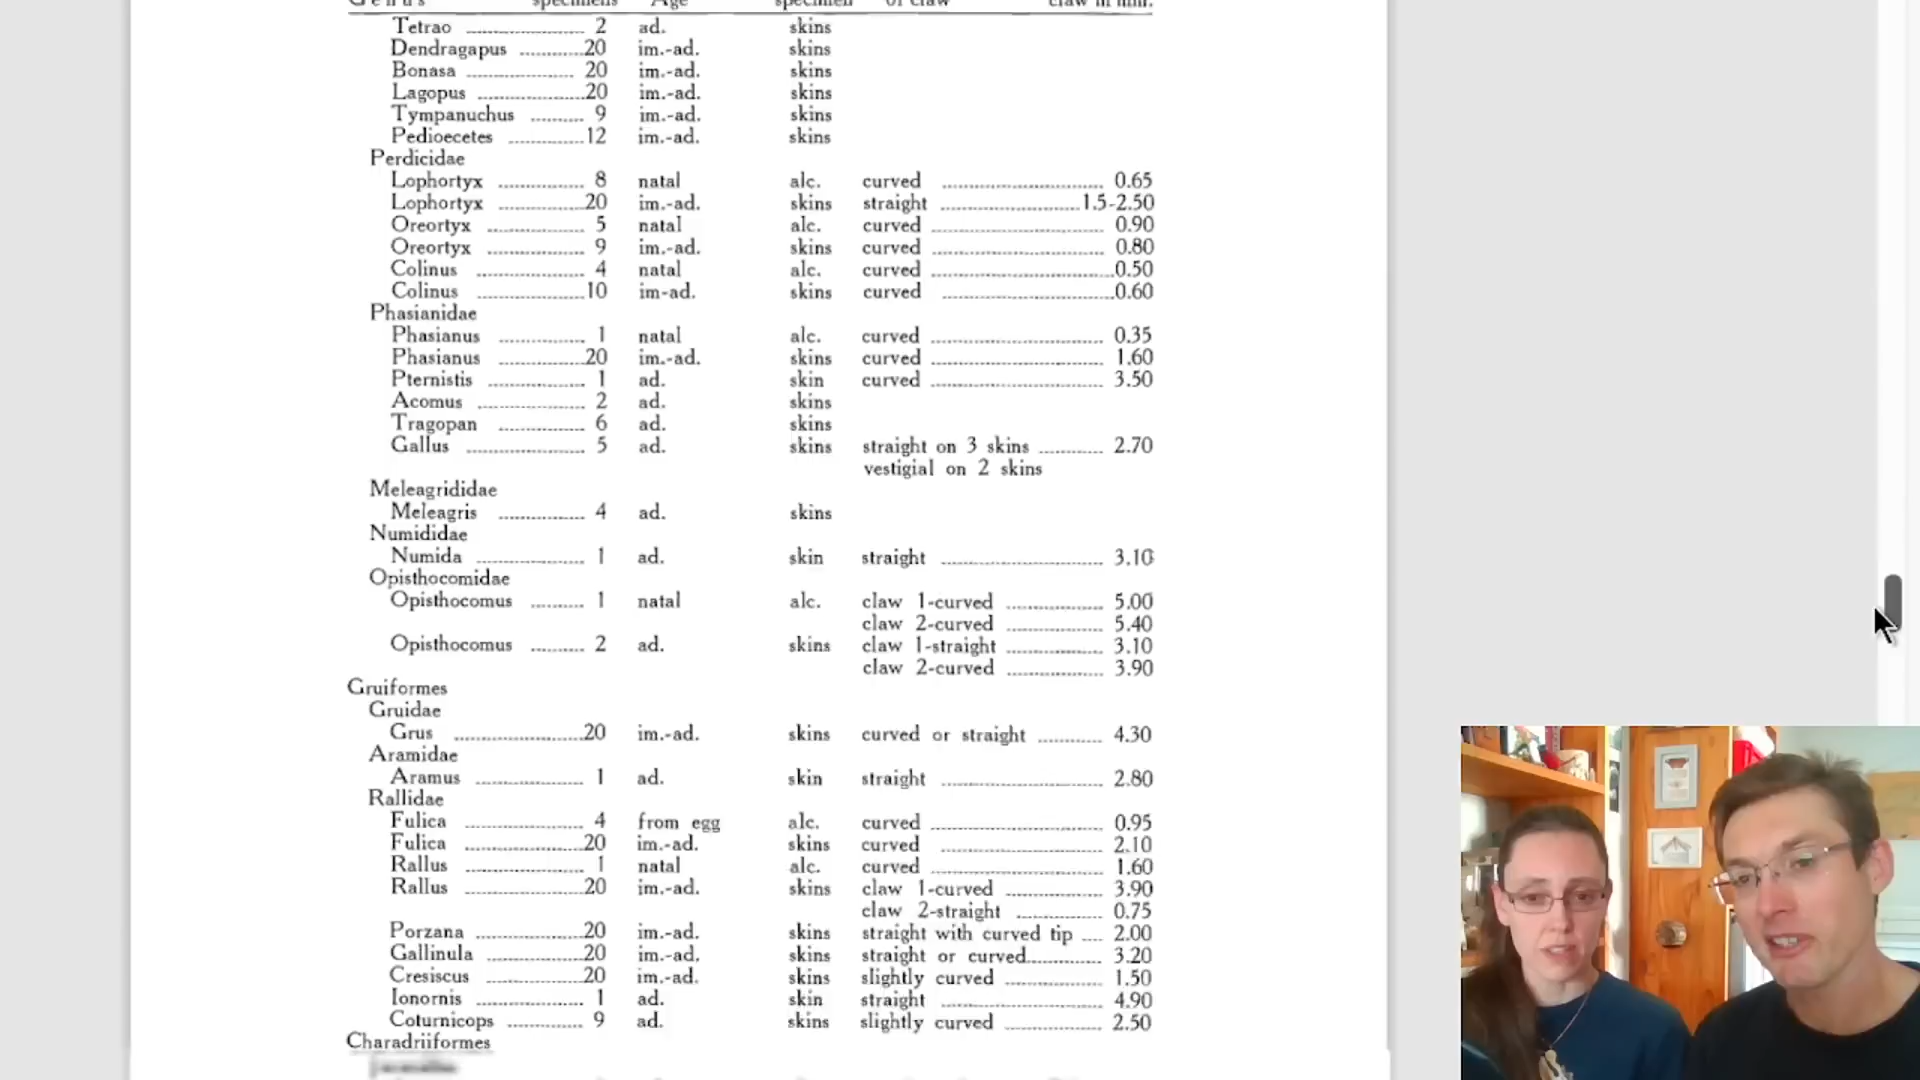 Genus specimens Age specimen of claw claw in mm.
Tetrao 2 ad. skins
Dendragapus 20 im.-ad. skins
Bonasa 20 im.-ad. skins
Lagopus 20 im.-ad. skins
Tympanuchus 9 im.-ad. skins
Pedioecetes 12 im.-ad. skins
Perdicidae
Lophortyx 8 natal alc. curved 0.65
Lophortyx 20 im.-ad. skins straight 1.5-2.50
Oreortyx 5 natal alc. curved 0.90
Oreortyx 9 im.-ad. skins curved 0.80
Colinus 4 natal alc. curved 0.50
Colinus 10 im-ad. skins curved 0.60
Phasianidae
Phasianus 1 natal alc. curved 0.35
Phasianus 20 im.-ad. skins curved 1.60
Pternistis 1 ad. skin curved 3.50
Acomus 2 ad. skins
Tragopan 6 ad. skins
Gallus 5 ad. skins straight on 3 skins 2.70
vestigial on 2 skins
Meleagrididae
Meleagris 4 ad. skins
Numididae
Numida 1 ad. skin straight 3.10
Opisthocomidae
Opisthocomus 1 natal alc. claw 1-curved 5.00
claw 2-curved 5.40
Opisthocomus 2 ad. skins claw 1-straight 3.10
claw 2-curved 3.90
Gruiformes
Gruidae
Grus 20 im.-ad. skins curved or straight 4.30
Aramidae
Aramus 1 ad. skin straight 2.80
Rallidae
Fulica 4 from egg alc. curved 0.95
Fulica 20 im.-ad. skins curved 2.10
Rallus 1 natal alc. curved 1.60
Rallus 20 im.-ad. skins claw 1-curved 3.90
claw 2-straight 0.75
Porzana 20 im.-ad. skins straight with curved tip 2.00
Gallinula 20 im.-ad. skins straight or curved 3.20
Cresiscus 20 im.-ad. skins slightly curved 1.50
Ionornis 1 ad. skin straight 4.90
Coturnicops 9 ad. skins slightly curved 2.50
Charadriiformes